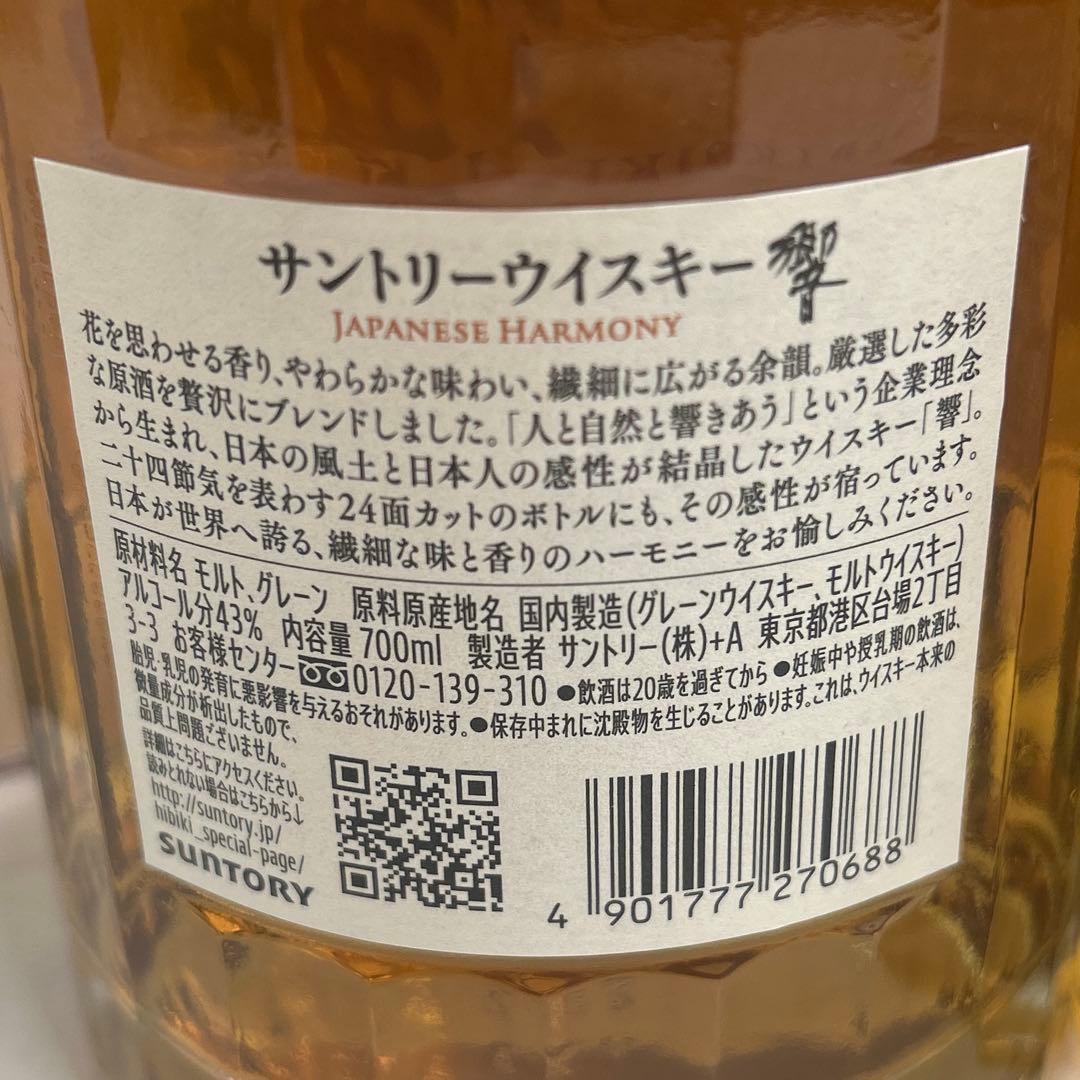 サントリーウイスキー 響
JAPANESE HARMONY
花を思わせる香り、やわらかな味わい、繊細に広がる余韻。厳選した多彩
な原酒を贅沢にブレンドしました。「人と自然と響きあう」という企業理念
から生まれ、日本の風土と日本人の感性が結晶したウイスキー「響」。
二十四節気を表わす24面カットのボトルにも、その感性が宿っています。
日本が世界へ誇る、繊細な味と香りのハーモニーをお愉しみください。
原材料名 モルト、グレーン 原料原産地名 国内製造(グレーンウイスキー、モルトウイスキー)
アルコール分43% 内容量 700ml 製造者 サントリー(株)+A 東京都港区台場2丁目
3-3 お客様センター 0120-139-310 ●飲酒は20歳を過ぎてから ●妊娠中や授乳期の飲酒は、
胎児・乳児の発育に悪影響を与えるおそれがあります。●保存中まれに沈殿物を生じることがあります。これは、ウイスキー本来の
微量成分が析出したもので、
品質上問題ございません。
詳細はこちらにアクセスください。
読みとれない場合はこちらから↓
http://suntory.jp/
hibiki_special-page/
SUNTORY
4 901777 270688